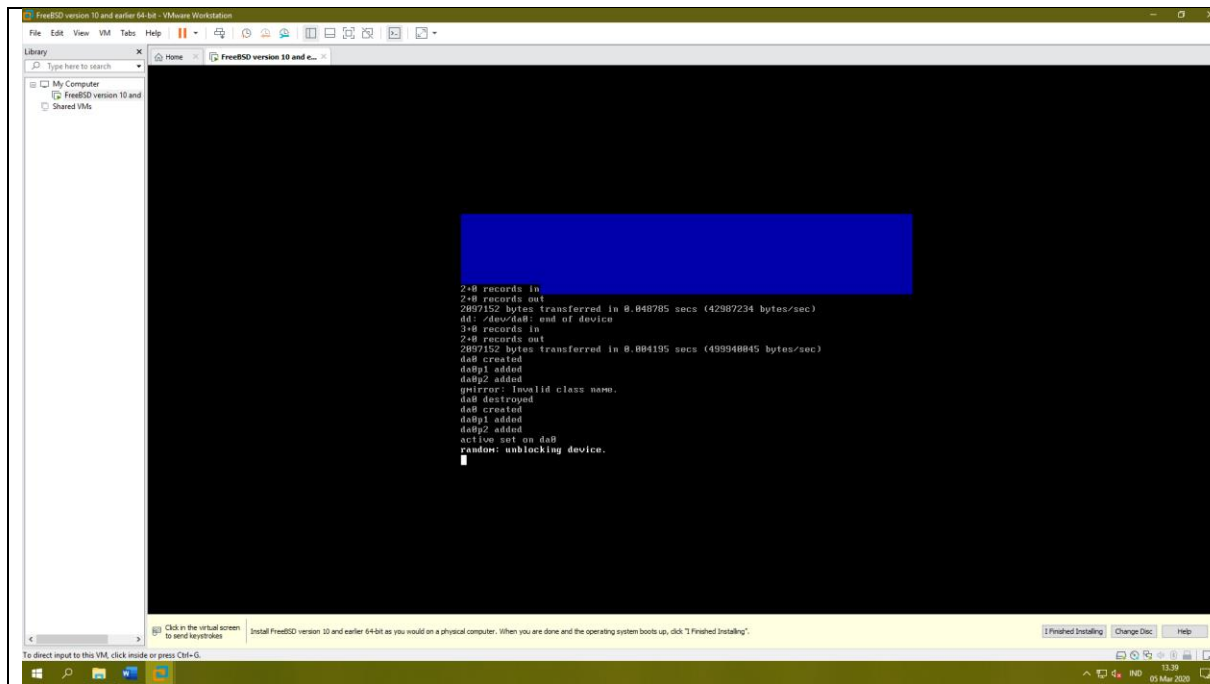 FreeBSD version 10 and earlier 64-bit - VMware Workstation
File Edit View VM Tabs Help
Library
Type here to search
My Computer
FreeBSD version 10 and
Shared VMs
Home
FreeBSD version 10 and e...
2+0 records in
2+0 records out
2097152 bytes transferred in 0.048785 secs (42987234 bytes/sec)
dd: /dev/da0: end of device
3+0 records in
2+0 records out
2097152 bytes transferred in 0.004195 secs (499940045 bytes/sec)
da0 created
da0p1 added
da0p2 added
gmirror: Invalid class name.
da0 destroyed
da0 created
da0p1 added
da0p2 added
active set on da0
random: unblocking device.
Click in the virtual screen
to send keystrokes
Install FreeBSD version 10 and earlier 64-bit as you would on a physical computer. When you are done and the operating system boots up, click "I Finished Installing".
I Finished Installing
Change Disc
Help
To direct input to this VM, click inside or press Ctrl+G.
IND
13.39
05 Mar 2020